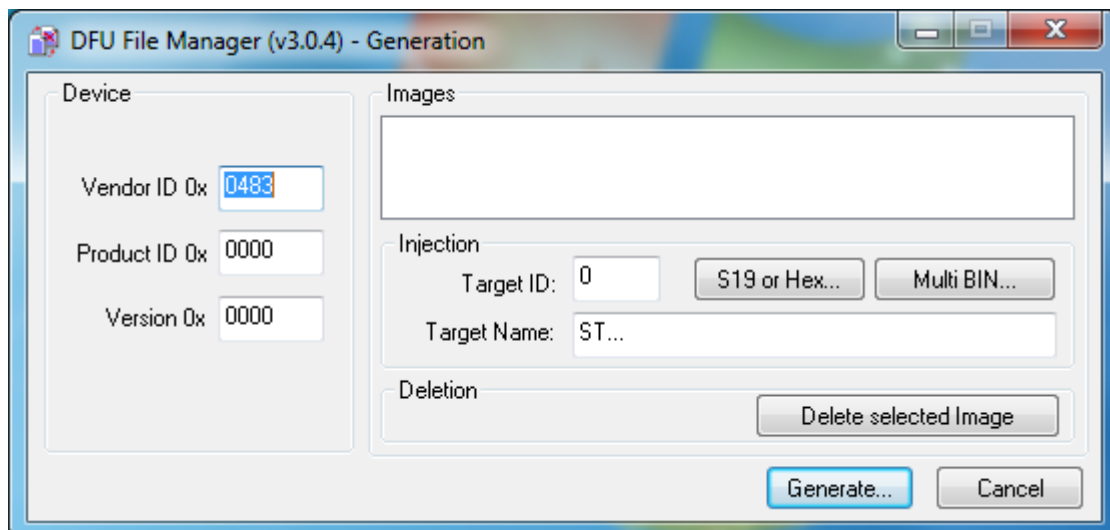 DFU File Manager (v3.0.4) - Generation
Device
Vendor ID 0x 0483
Product ID 0x 0000
Version 0x 0000
Images
Injection
Target ID: 0 S19 or Hex... Multi BIN...
Target Name: ST...
Deletion
Delete selected Image
Generate... Cancel